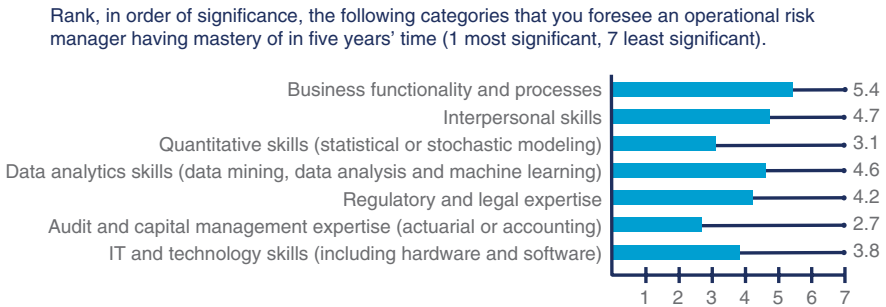 Rank, in order of significance, the following categories that you foresee an operational risk
manager having mastery of in five years’ time (1 most significant, 7 least significant).
Business functionality and processes 5.4
Interpersonal skills 4.7
Quantitative skills (statistical or stochastic modeling) 3.1
Data analytics skills (data mining, data analysis and machine learning) 4.6
Regulatory and legal expertise 4.2
Audit and capital management expertise (actuarial or accounting) 2.7
IT and technology skills (including hardware and software) 3.8
1 2 3 4 5 6 7